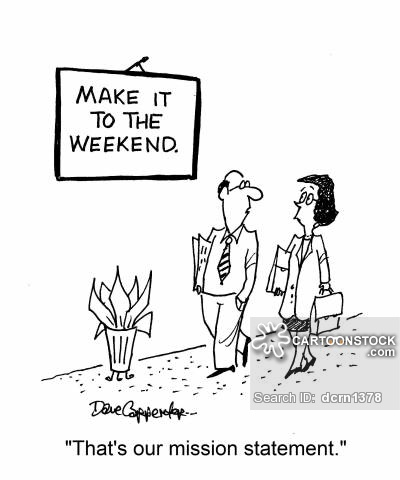 MAKE IT
TO THE
WEEKEND.
CARTOONSTOCK
.com
Search ID: dcrn1378
"That's our mission statement."